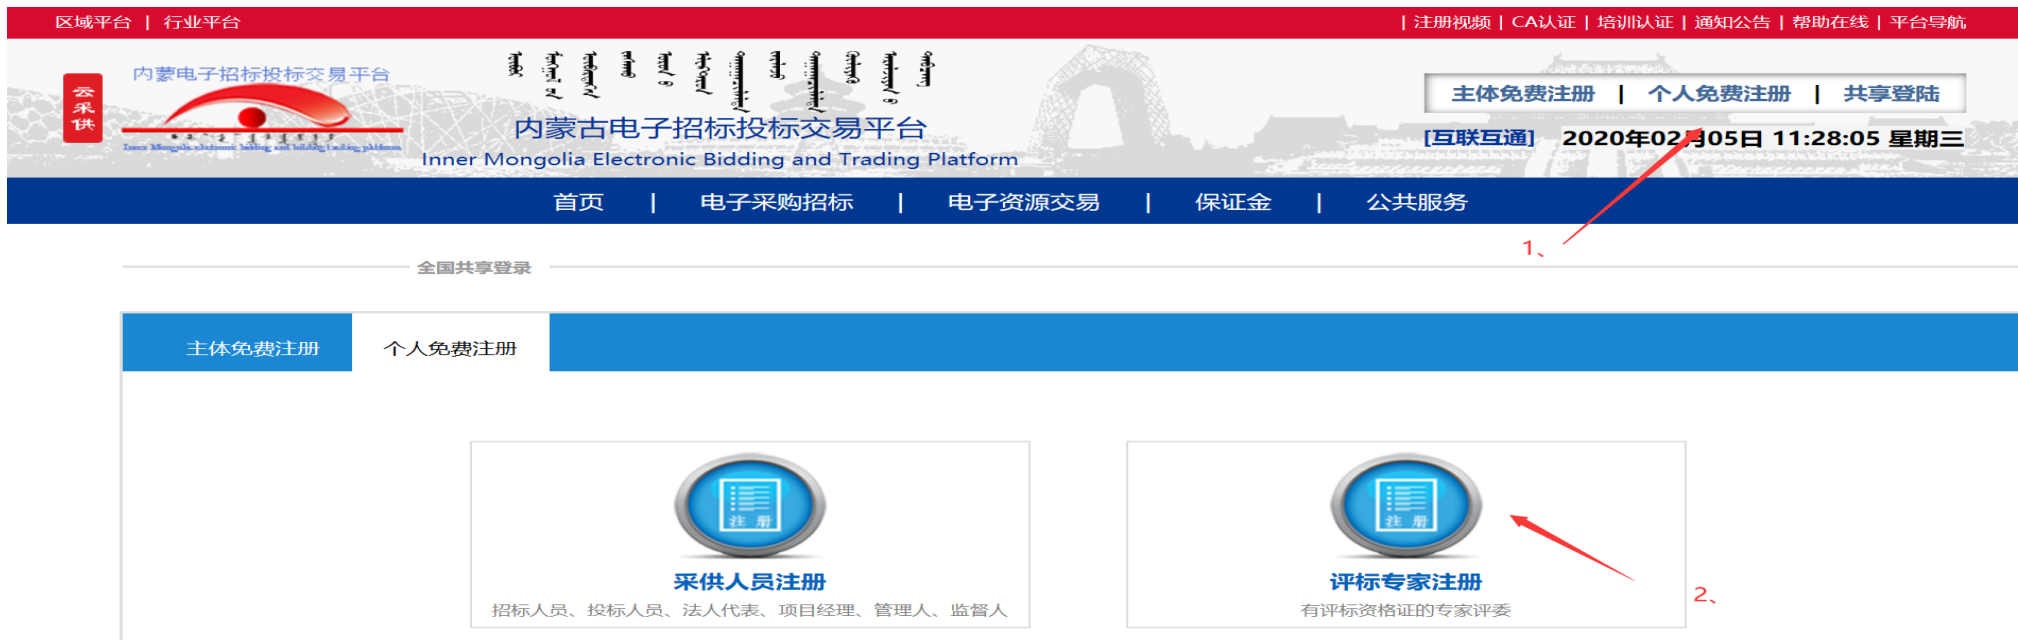 区域平台 | 行业平台
| 注册视频 | CA认证 | 培训认证 | 通知公告 | 帮助在线 | 平台导航
云采供
内蒙电子招标投标交易平台
Inner Mongolia electronic bidding and bidding trading platform
内蒙古电子招标投标交易平台
Inner Mongolia Electronic Bidding and Trading Platform
主体免费注册 | 个人免费注册 | 共享登陆
[互联互通] 2020年02月05日 11:28:05 星期三
首页 | 电子采购招标 | 电子资源交易 | 保证金 | 公共服务
1、
全国共享登录
主体免费注册 个人免费注册
注 册
采供人员注册
招标人员、投标人员、法人代表、项目经理、管理人、监督人
注 册
评标专家注册
有评标资格证的专家评委
2、